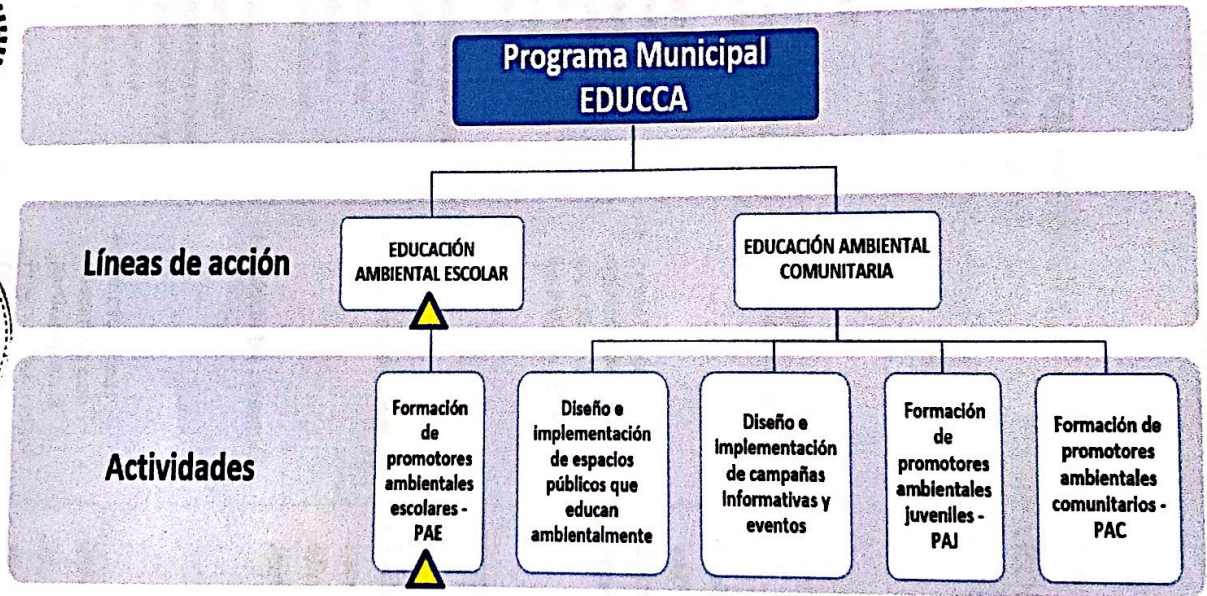 Programa Municipal
EDUCCA
Líneas de acción
EDUCACIÓN
AMBIENTAL ESCOLAR
EDUCACIÓN AMBIENTAL
COMUNITARIA
Actividades
Formación
de
promotores
ambientales
escolares -
PAE
Diseño e
implementación
de espacios
públicos que
educan
ambientalmente
Diseño e
implementación
de campañas
informativas y
eventos
Formación
de
promotores
ambientales
juveniles -
PAJ
Formación de
promotores
ambientales
comunitarios -
PAC